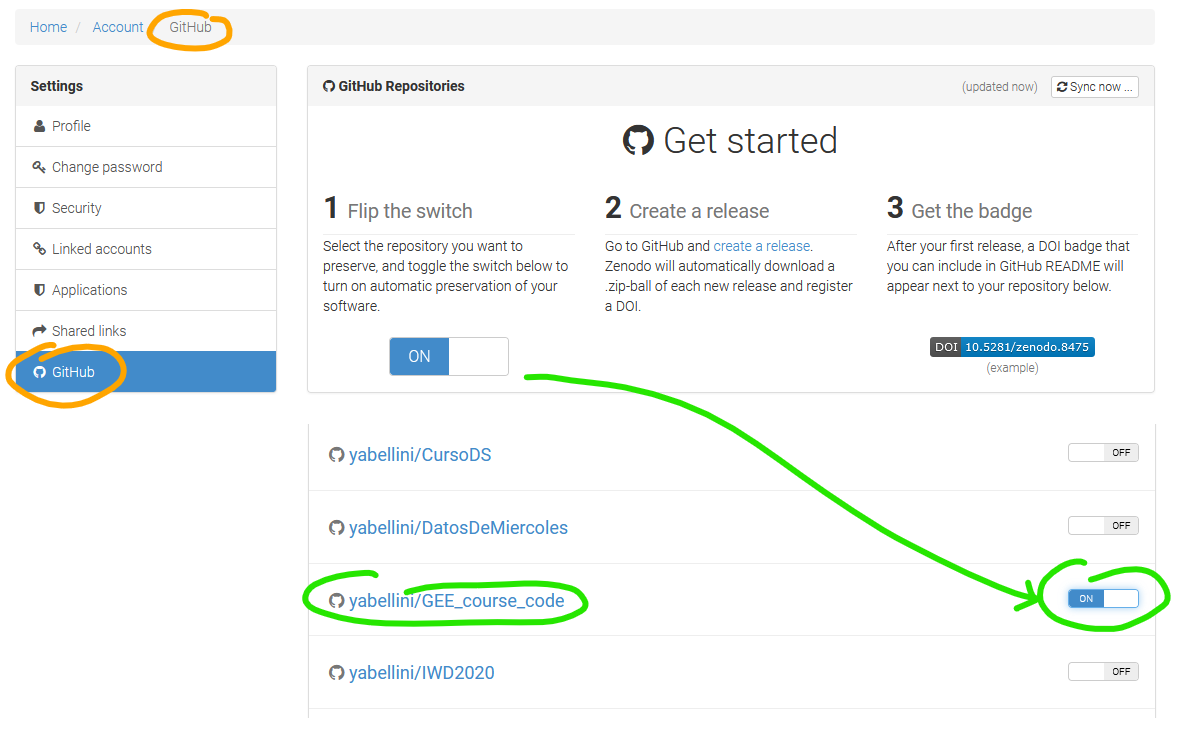 Home / Account GitHub
Settings
Profile
Change password
Security
Linked accounts
Applications
Shared links
GitHub
GitHub Repositories (updated now) Sync now ...
Get started
1 Flip the switch
Select the repository you want to
preserve, and toggle the switch below to
turn on automatic preservation of your
software.
ON
2 Create a release
Go to GitHub and create a release.
Zenodo will automatically download a
.zip-ball of each new release and register
a DOI.
3 Get the badge
After your first release, a DOI badge that
you can include in GitHub README will
appear next to your repository below.
DOI 10.5281/zenodo.8475
(example)
yabellini/CursoDS OFF
yabellini/DatosDeMiercoles OFF
yabellini/GEE_course_code ON
yabellini/IWD2020 OFF